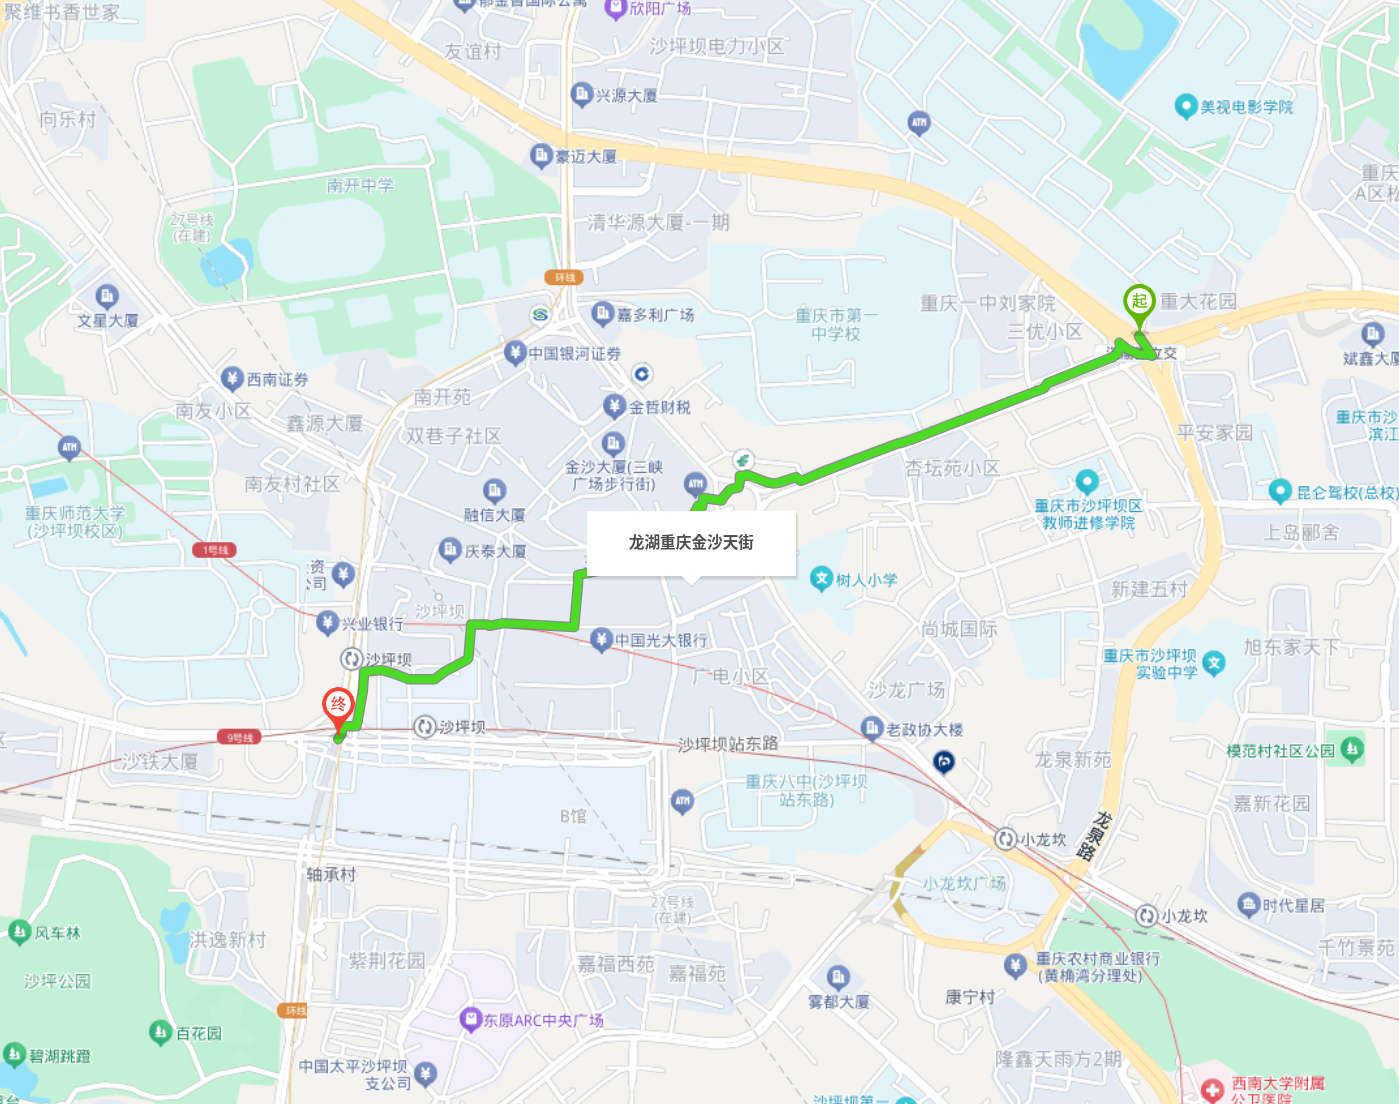 聚维书香世家
欣阳广场
友谊村
沙坪坝电力小区
兴源大厦
美视电影学院
向乐村
ATM
豪迈大厦
南开中学
重庆
A区松
27号线
(在建)
清华源大厦-一期
环线
文星大厦
嘉多利广场
重庆市第一
中学校
重庆一中刘家院
起
重大花园
三优小区
立交
斌鑫大厦
中国银河证券
西南证券
南开苑
金哲财税
南友小区
鑫源大厦
双巷子社区
重庆市沙
滨江
平安家园
ATM
金沙大厦(三峡
广场步行街)
杏坛苑小区
南友村社区
ATM
融信大厦
重庆市沙坪坝区
教师进修学院
昆仑驾校(总校)
重庆师范大学
(沙坪坝校区)
上岛郦舍
1号线
庆泰大厦
龙湖重庆金沙天街
资
公司
树人小学
新建五村
沙坪坝
兴业银行
中国光大银行
尚城国际
旭东家天下
沙坪坝
广电小区
重庆市沙坪坝
实验中学
沙龙广场
终
9号线
沙坪坝
老政协大楼
沙坪坝站东路
模范村社区公园
区
沙铁大厦
龙泉新苑
重庆八中(沙坪坝
站东路)
ATM
B馆
嘉新花园
龙泉路
小龙坎
轴承村
小龙坎广场
27号线
(在建)
时代星居
小龙坎
风车林
洪逸新村
千竹景苑
紫荆花园
嘉福西苑
嘉福苑
重庆农村商业银行
(黄桷湾分理处)
沙坪公园
雾都大厦
康宁村
环线
东原ARC中央广场
百花园
碧湖跳蹬
中国太平沙坪坝
支公司
隆鑫天雨方2期
西南大学附属
公卫医院
沙坪坝第一